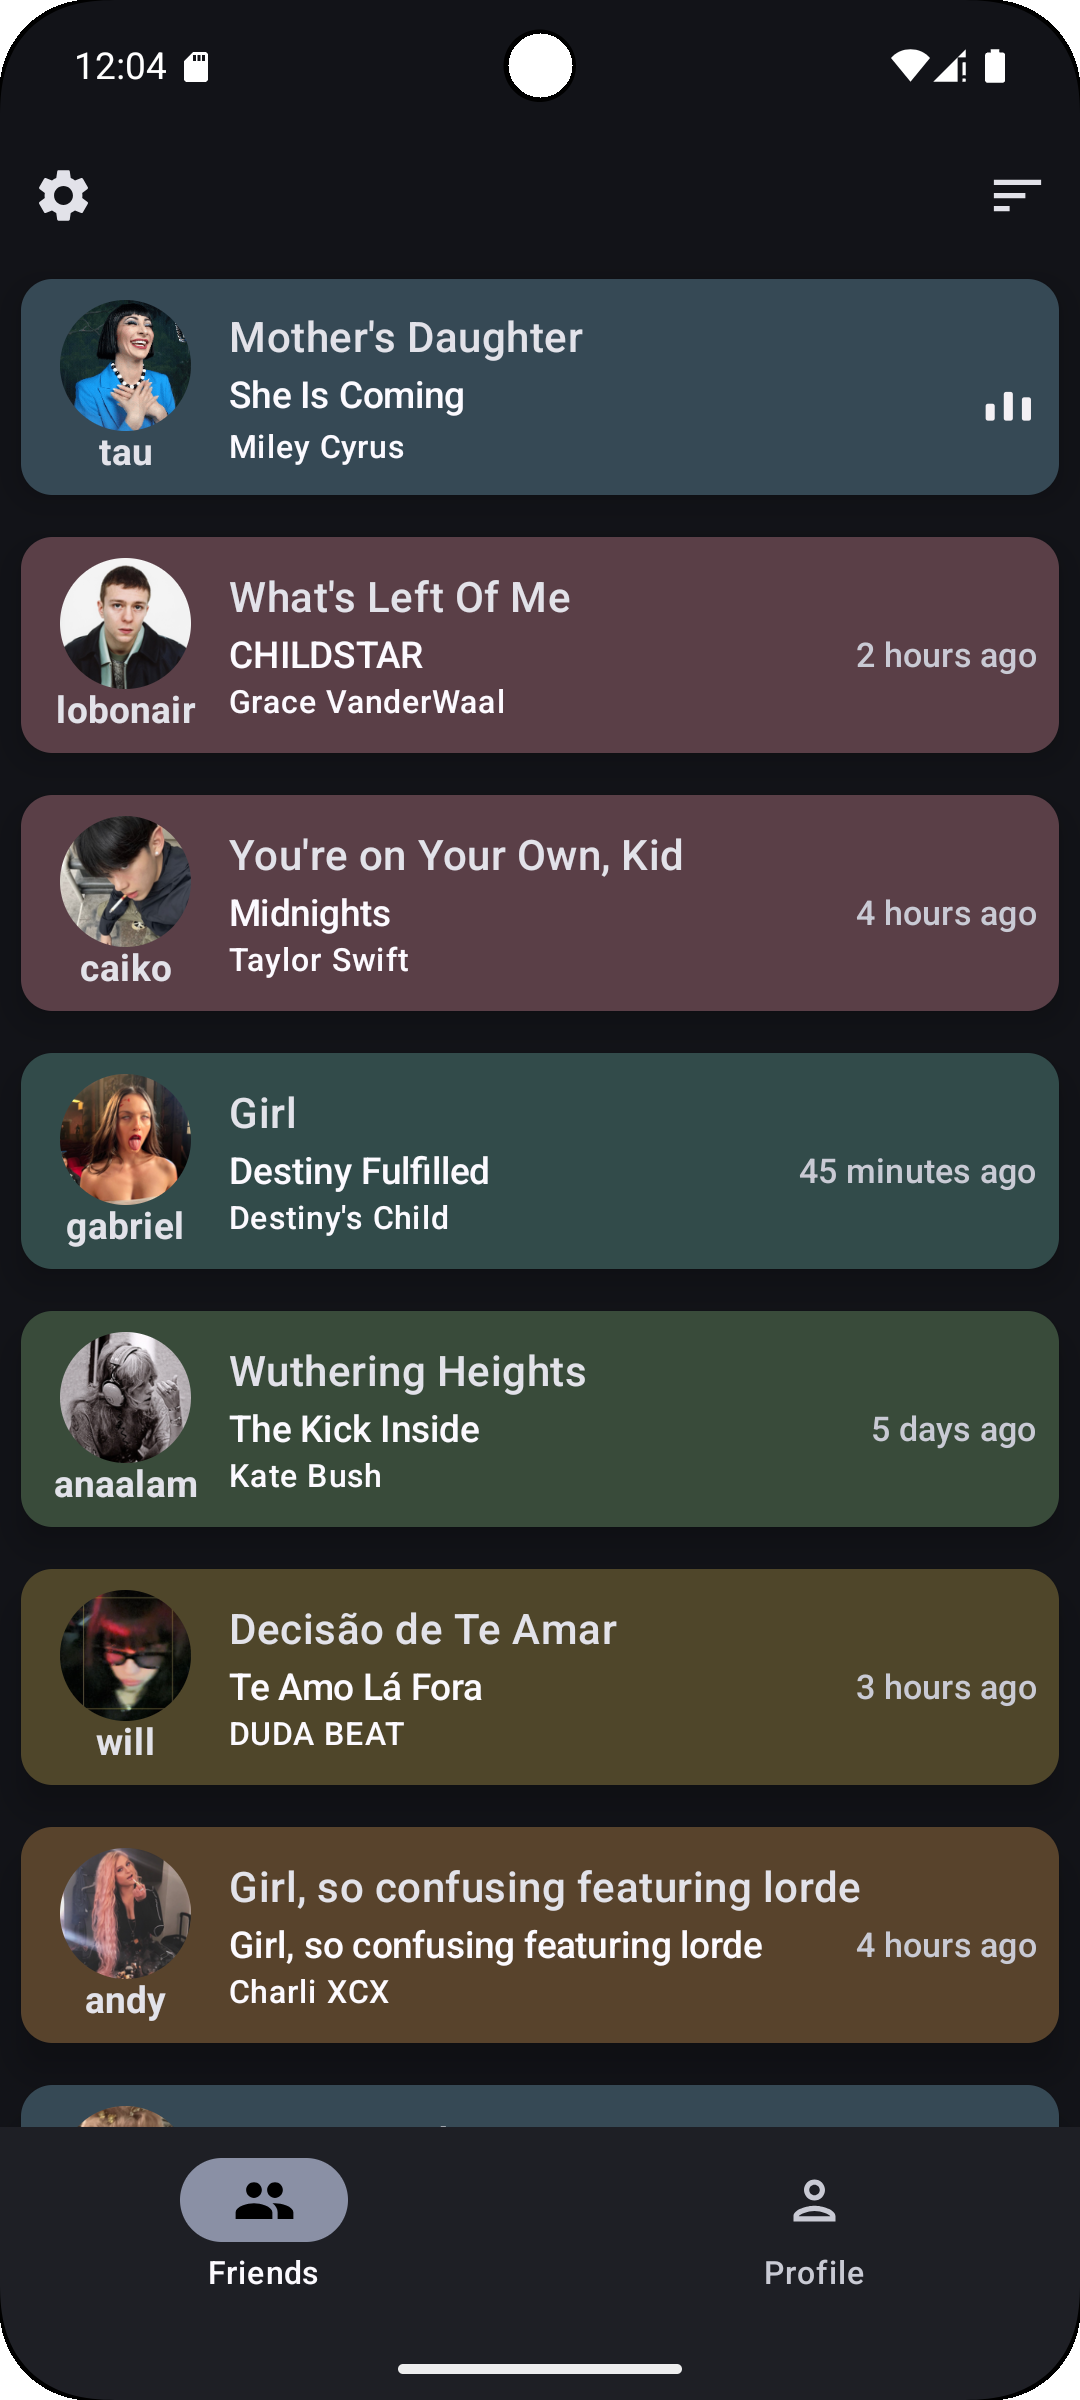 12:04
Mother's Daughter
She Is Coming
Miley Cyrus
tau
What's Left Of Me
CHILDSTAR
2 hours ago
Grace VanderWaal
lobonair
You're on Your Own, Kid
Midnights
4 hours ago
Taylor Swift
caiko
Girl
Destiny Fulfilled
45 minutes ago
Destiny's Child
gabriel
Wuthering Heights
The Kick Inside
5 days ago
Kate Bush
anaalam
Decisão de Te Amar
Te Amo Lá Fora
3 hours ago
DUDA BEAT
will
Girl, so confusing featuring lorde
Girl, so confusing featuring lorde
4 hours ago
Charli XCX
andy
Friends
Profile